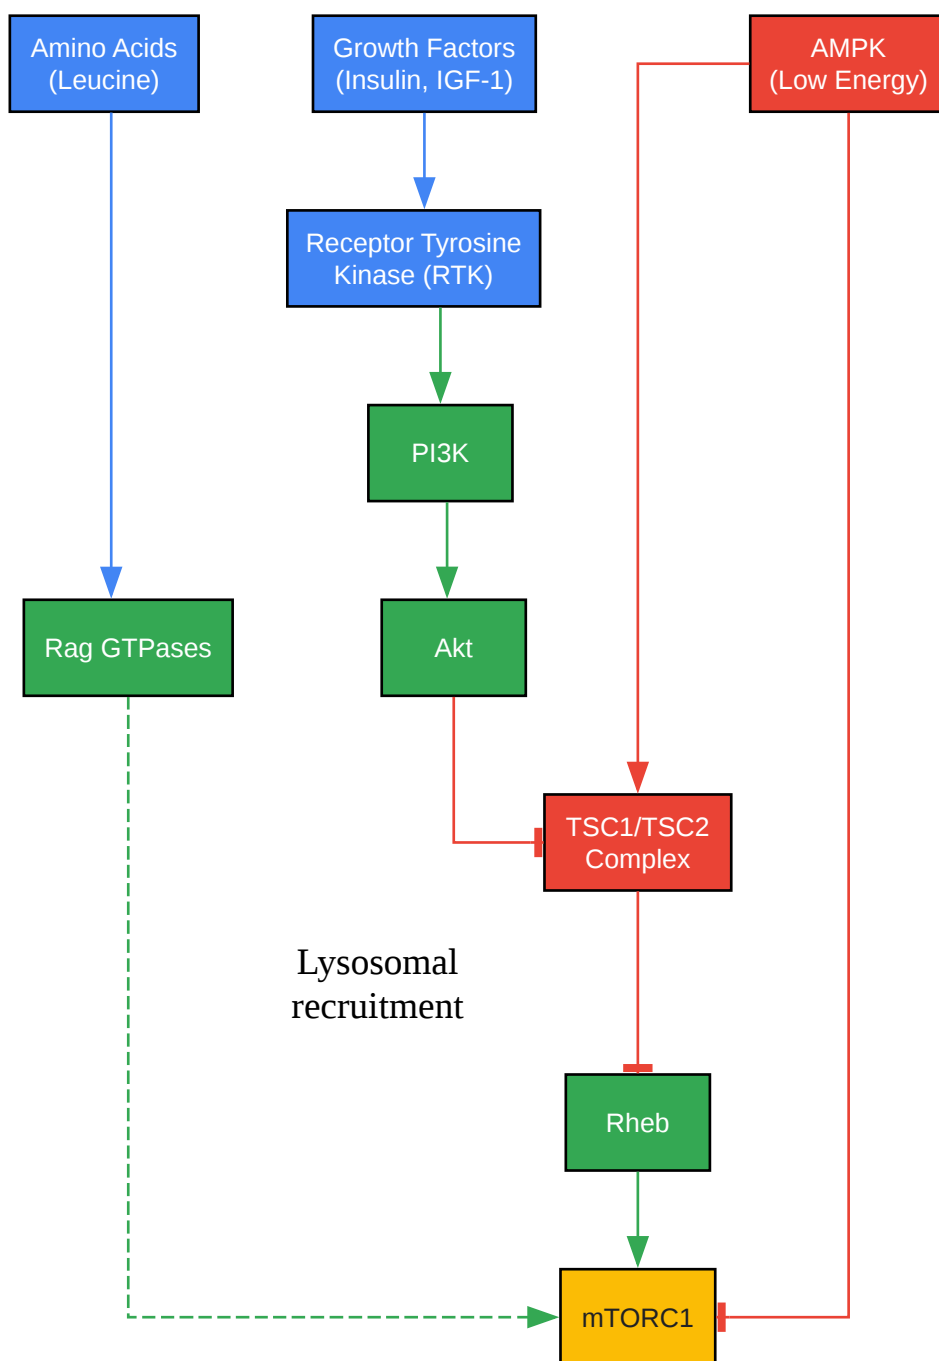 Amino Acids
(Leucine)
Growth Factors
(Insulin, IGF-1)
AMPK
(Low Energy)
Receptor Tyrosine
Kinase (RTK)
PI3K
Rag GTPases
Akt
TSC1/TSC2
Complex
Lysosomal
recruitment
Rheb
mTORC1